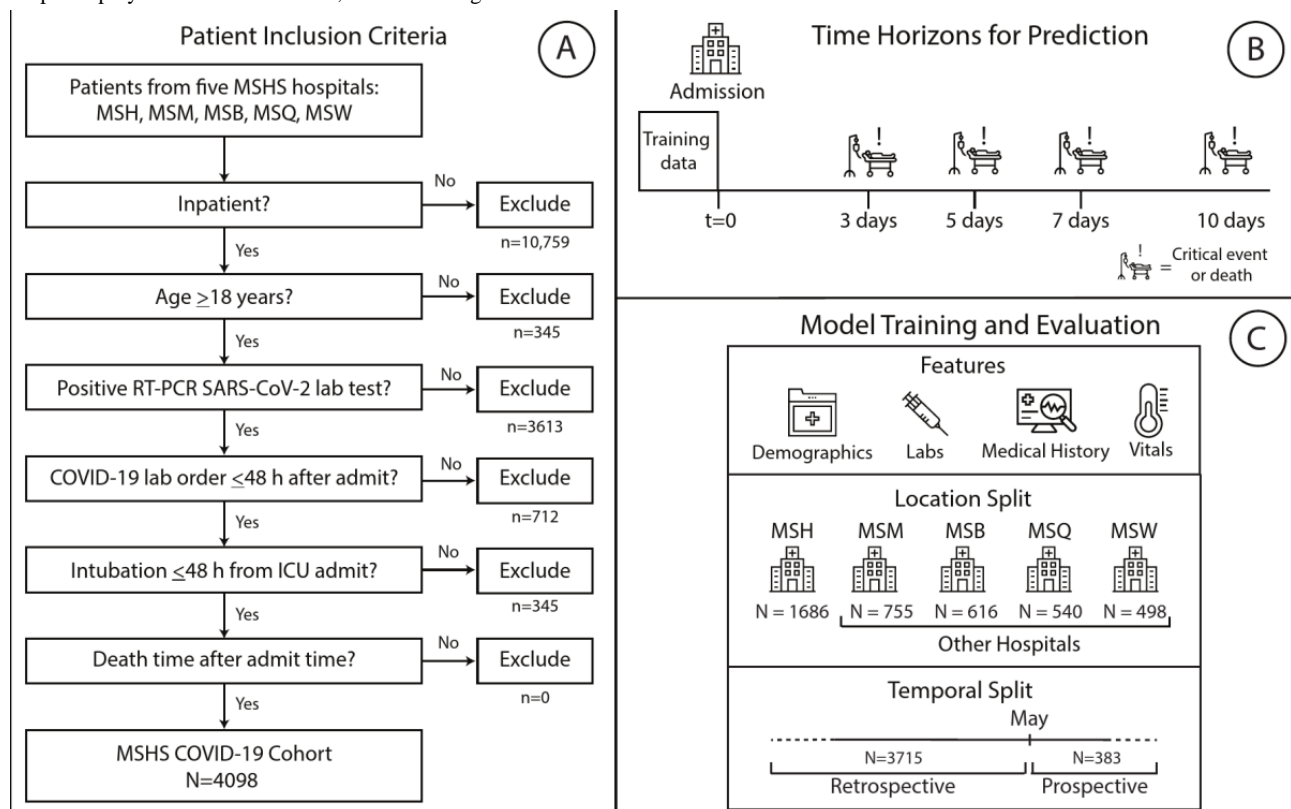 Patient Inclusion Criteria
A
Patients from five MSHS hospitals:
MSH, MSM, MSB, MSQ, MSW
Inpatient?
No
Exclude
n=10,759
Yes
Age ≥18 years?
No
Exclude
n=345
Yes
Positive RT-PCR SARS-CoV-2 lab test?
No
Exclude
n=3613
Yes
COVID-19 lab order ≤48 h after admit?
No
Exclude
n=712
Yes
Intubation ≤48 h from ICU admit?
No
Exclude
n=345
Yes
Death time after admit time?
No
Exclude
n=0
Yes
MSHS COVID-19 Cohort
N=4098
Time Horizons for Prediction
B
Admission
Training
data
! ! ! !
t=0 3 days 5 days 7 days 10 days
! = Critical event
or death
Model Training and Evaluation
C
Features
Demographics Labs Medical History Vitals
Location Split
MSH MSM MSB MSQ MSW
N = 1686 N = 755 N = 616 N = 540 N = 498
Other Hospitals
Temporal Split
May
N=3715 N=383
Retrospective Prospective